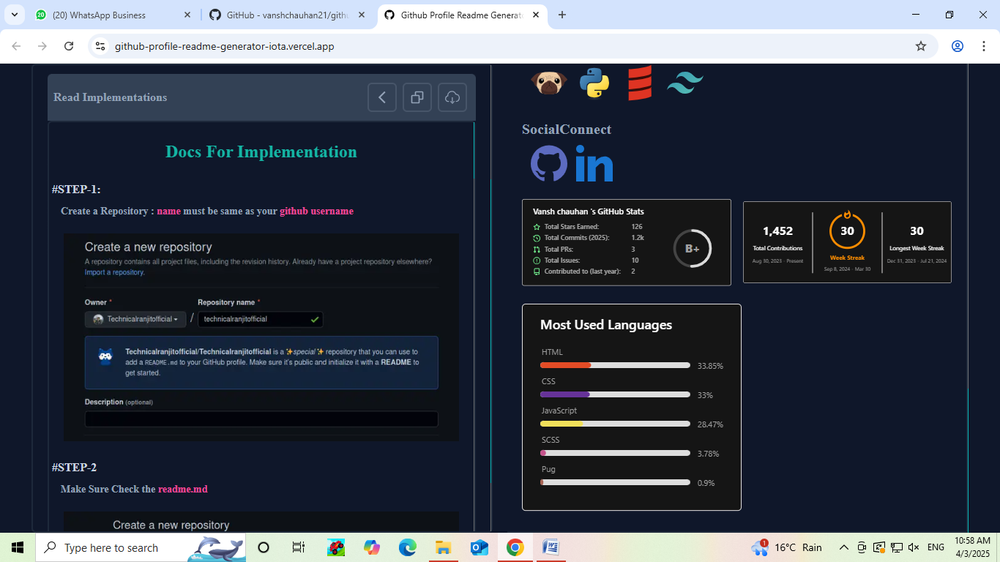 (20) WhatsApp Business
GitHub - vanshchauhan21/githu
Github Profile Readme Generato
github-profile-readme-generator-iota.vercel.app
Read Implementations
Docs For Implementation
#STEP-1:
Create a Repository : name must be same as your github username
Create a new repository
A repository contains all project files, including the revision history. Already have a project repository elsewhere?
Import a repository.
Owner *
Repository name *
Technicalranjitofficial / technicalranjitofficial
Technicalranjitofficial/Technicalranjitofficial is a ✨special✨ repository that you can use to
add a README.md to your GitHub profile. Make sure it's public and initialize it with a README to
get started.
Description (optional)
#STEP-2
Make Sure Check the readme.md
Create a new repository
SocialConnect
in
Vansh chauhan 's GitHub Stats
Total Stars Earned: 126
Total Commits (2025): 1.2k
Total PRs: 3
Total Issues: 10
Contributed to (last year): 2
B+
1,452
Total Contributions
Aug 30, 2023 - Present
30
Week Streak
Sep 8, 2024 - Mar 30
30
Longest Week Streak
Dec 31, 2023 - Jul 21, 2024
Most Used Languages
HTML
33.85%
CSS
33%
JavaScript
28.47%
SCSS
3.78%
Pug
0.9%
Type here to search
1
16°C Rain
ENG
10:58 AM
4/3/2025